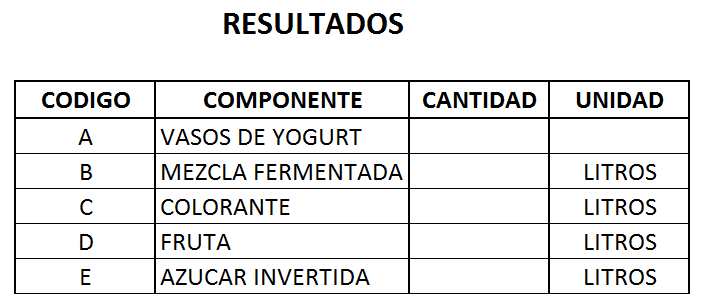 RESULTADOS
CODIGO COMPONENTE CANTIDAD UNIDAD
A VASOS DE YOGURT
B MEZCLA FERMENTADA LITROS
C COLORANTE LITROS
D FRUTA LITROS
E AZUCAR INVERTIDA LITROS